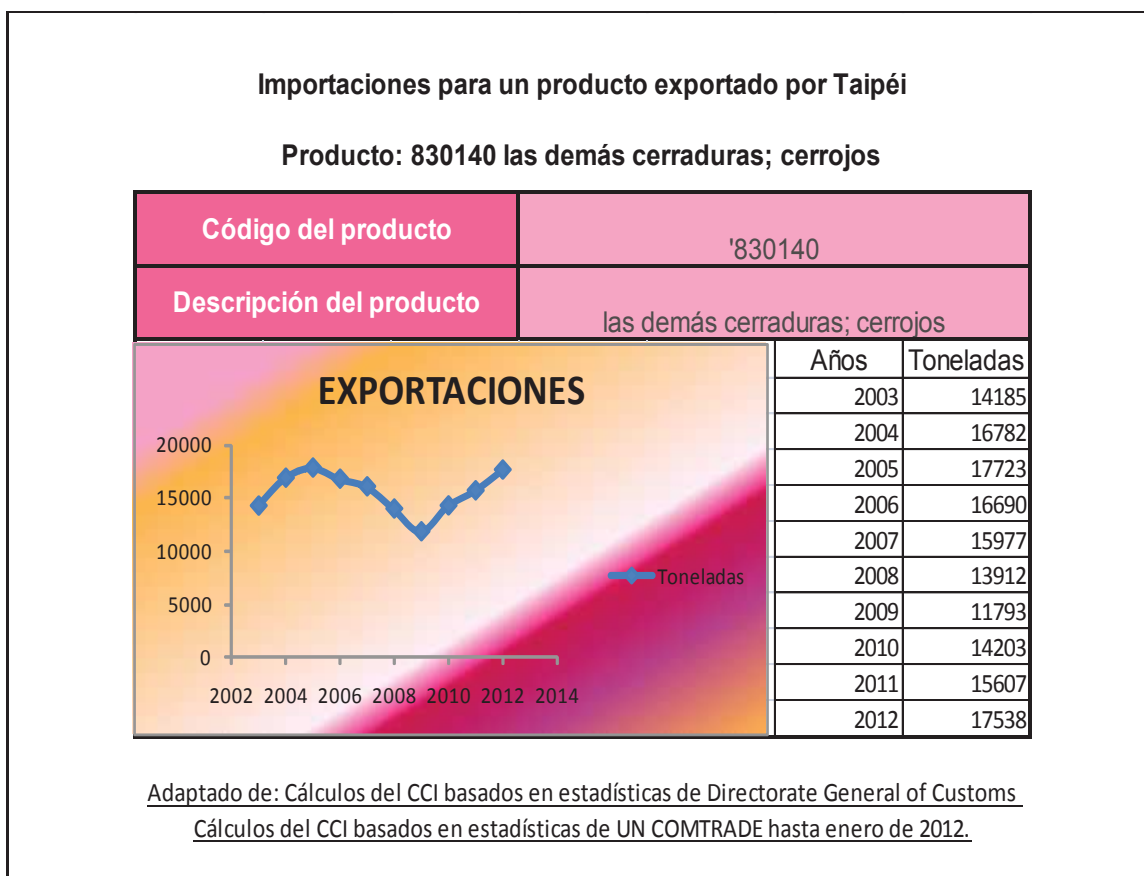 Importaciones para un producto exportado por Taipéi
Producto: 830140 las demás cerraduras; cerrojos
Código del producto '830140
Descripción del producto las demás cerraduras; cerrojos
EXPORTACIONES
20000
15000
10000
5000
0
2002 2004 2006 2008 2010 2012 2014
Toneladas
Años Toneladas
2003 14185
2004 16782
2005 17723
2006 16690
2007 15977
2008 13912
2009 11793
2010 14203
2011 15607
2012 17538
Adaptado de: Cálculos del CCI basados en estadísticas de Directorate General of Customs
Cálculos del CCI basados en estadísticas de UN COMTRADE hasta enero de 2012.